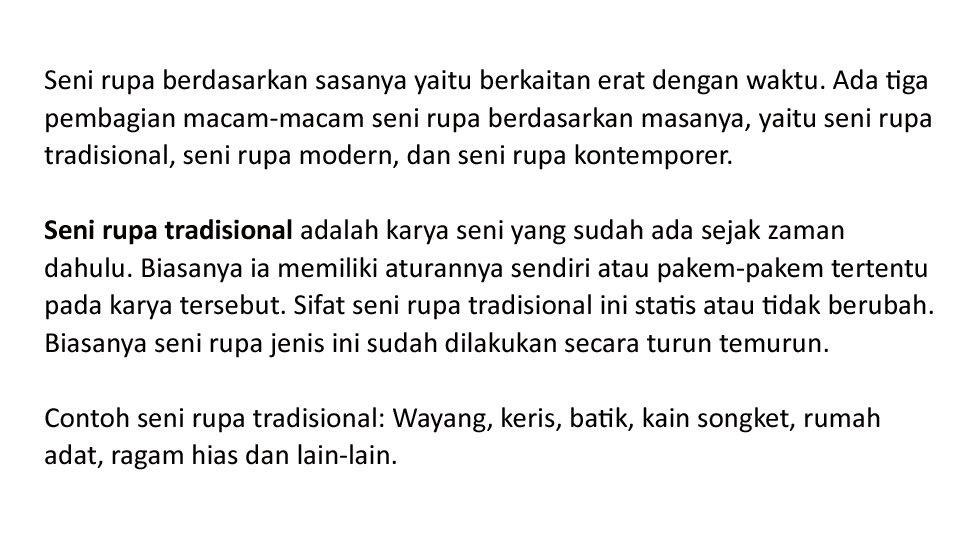 Seni rupa berdasarkan sasanya yaitu berkaitan erat dengan waktu. Ada tiga
pembagian macam-macam seni rupa berdasarkan masanya, yaitu seni rupa
tradisional, seni rupa modern, dan seni rupa kontemporer.
Seni rupa tradisional adalah karya seni yang sudah ada sejak zaman
dahulu. Biasanya ia memiliki aturannya sendiri atau pakem-pakem tertentu
pada karya tersebut. Sifat seni rupa tradisional ini statis atau tidak berubah.
Biasanya seni rupa jenis ini sudah dilakukan secara turun temurun.
Contoh seni rupa tradisional: Wayang, keris, batik, kain songket, rumah
adat, ragam hias dan lain-lain.